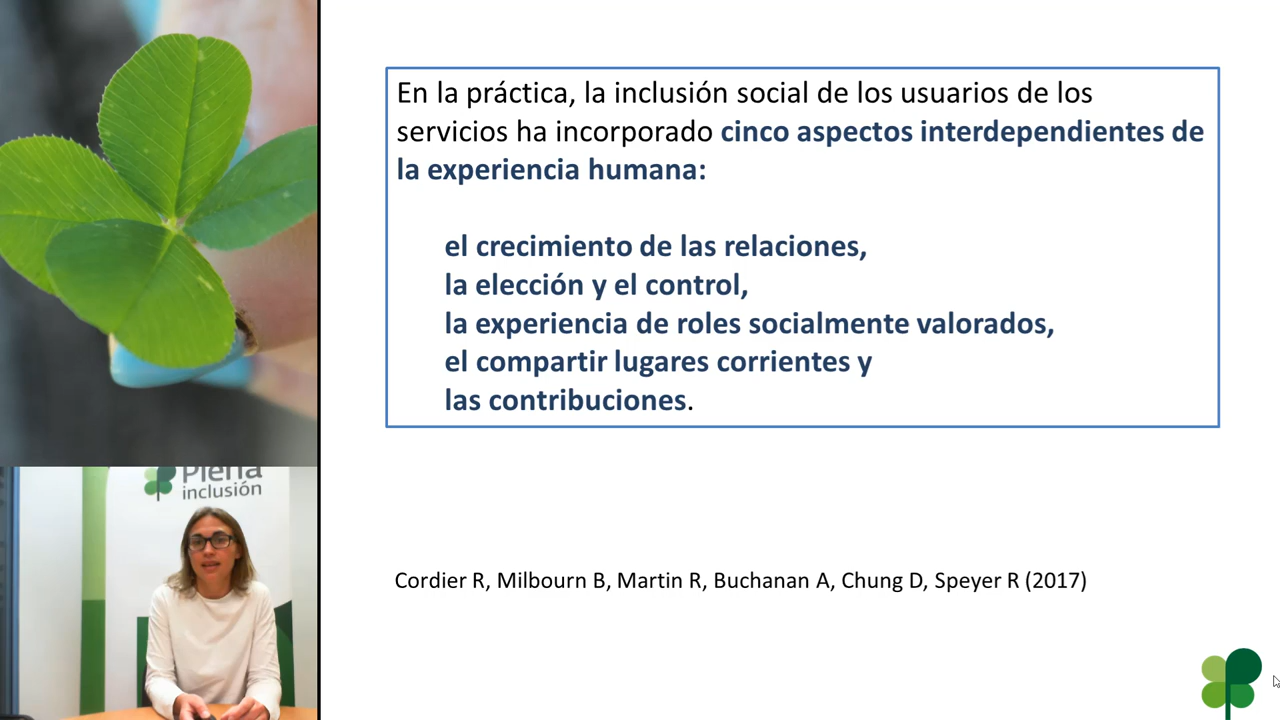 En la práctica, la inclusión social de los usuarios de los
servicios ha incorporado cinco aspectos interdependientes de
la experiencia humana:
el crecimiento de las relaciones,
la elección y el control,
la experiencia de roles socialmente valorados,
el compartir lugares corrientes y
las contribuciones.
Plena
inclusión
Cordier R, Milbourn B, Martin R, Buchanan A, Chung D, Speyer R (2017)